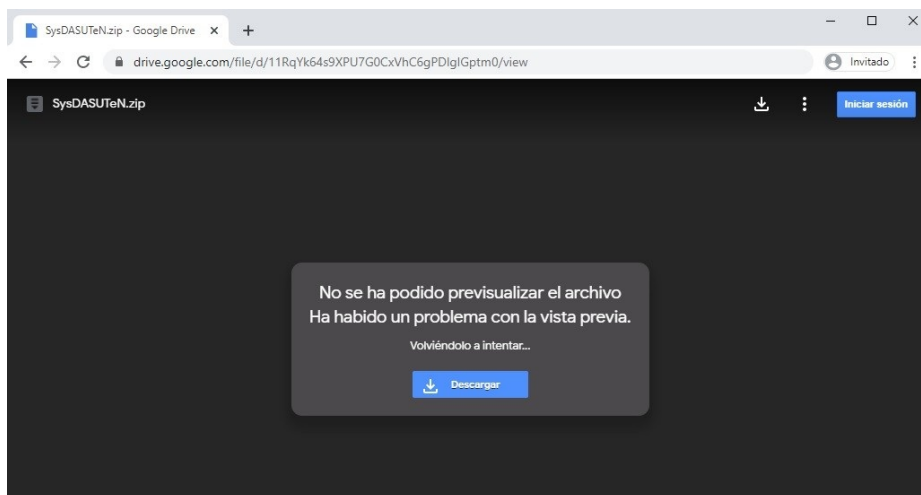 SysDASUTeN.zip - Google Drive
drive.google.com/file/d/11RqYk64s9XPU7G0CxVhC6gPDIglGptm0/view
Invitado
SysDASUTeN.zip
Iniciar sesión
No se ha podido previsualizar el archivo
Ha habido un problema con la vista previa.
Volviéndolo a intentar...
Descargar